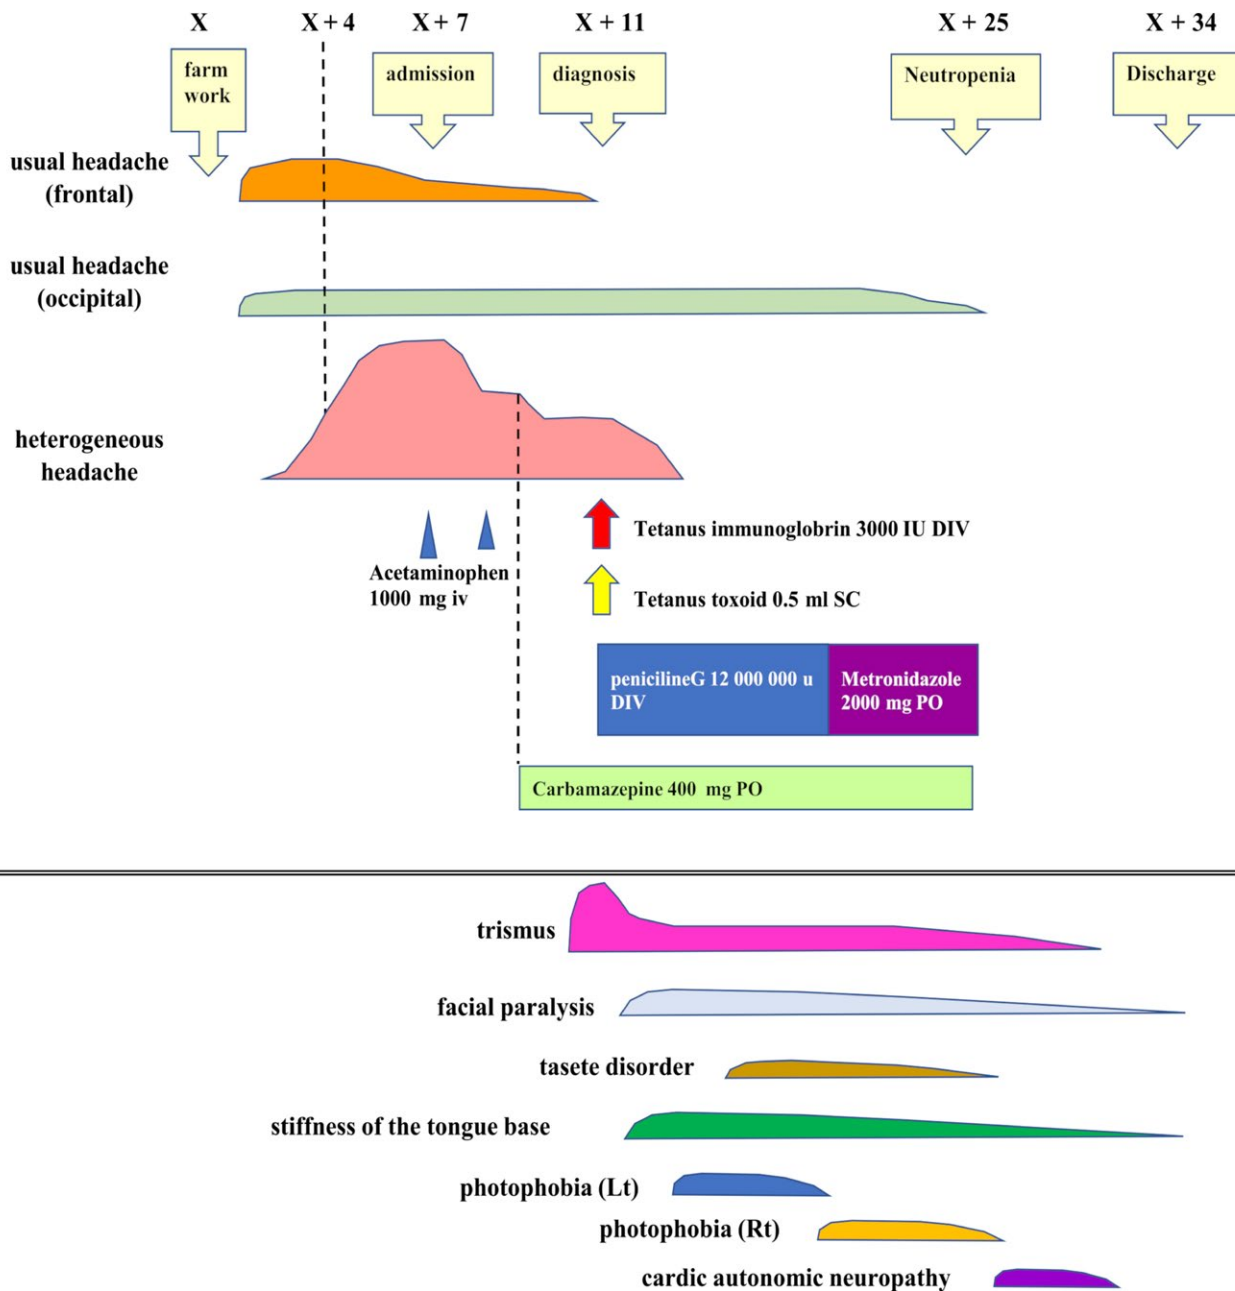 X X + 4 X + 7 X + 11 X + 25 X + 34
farm
work
admission
diagnosis
Neutropenia
Discharge
usual headache
(frontal)
usual headache
(occipital)
heterogeneous
headache
Tetanus immunoglobrin 3000 IU DIV
Acetaminophen
1000 mg iv
Tetanus toxoid 0.5 ml SC
penicilineG 12 000 000 u
DIV
Metronidazole
2000 mg PO
Carbamazepine 400 mg PO
trismus
facial paralysis
tasete disorder
stiffness of the tongue base
photophobia (Lt)
photophobia (Rt)
cardic autonomic neuropathy